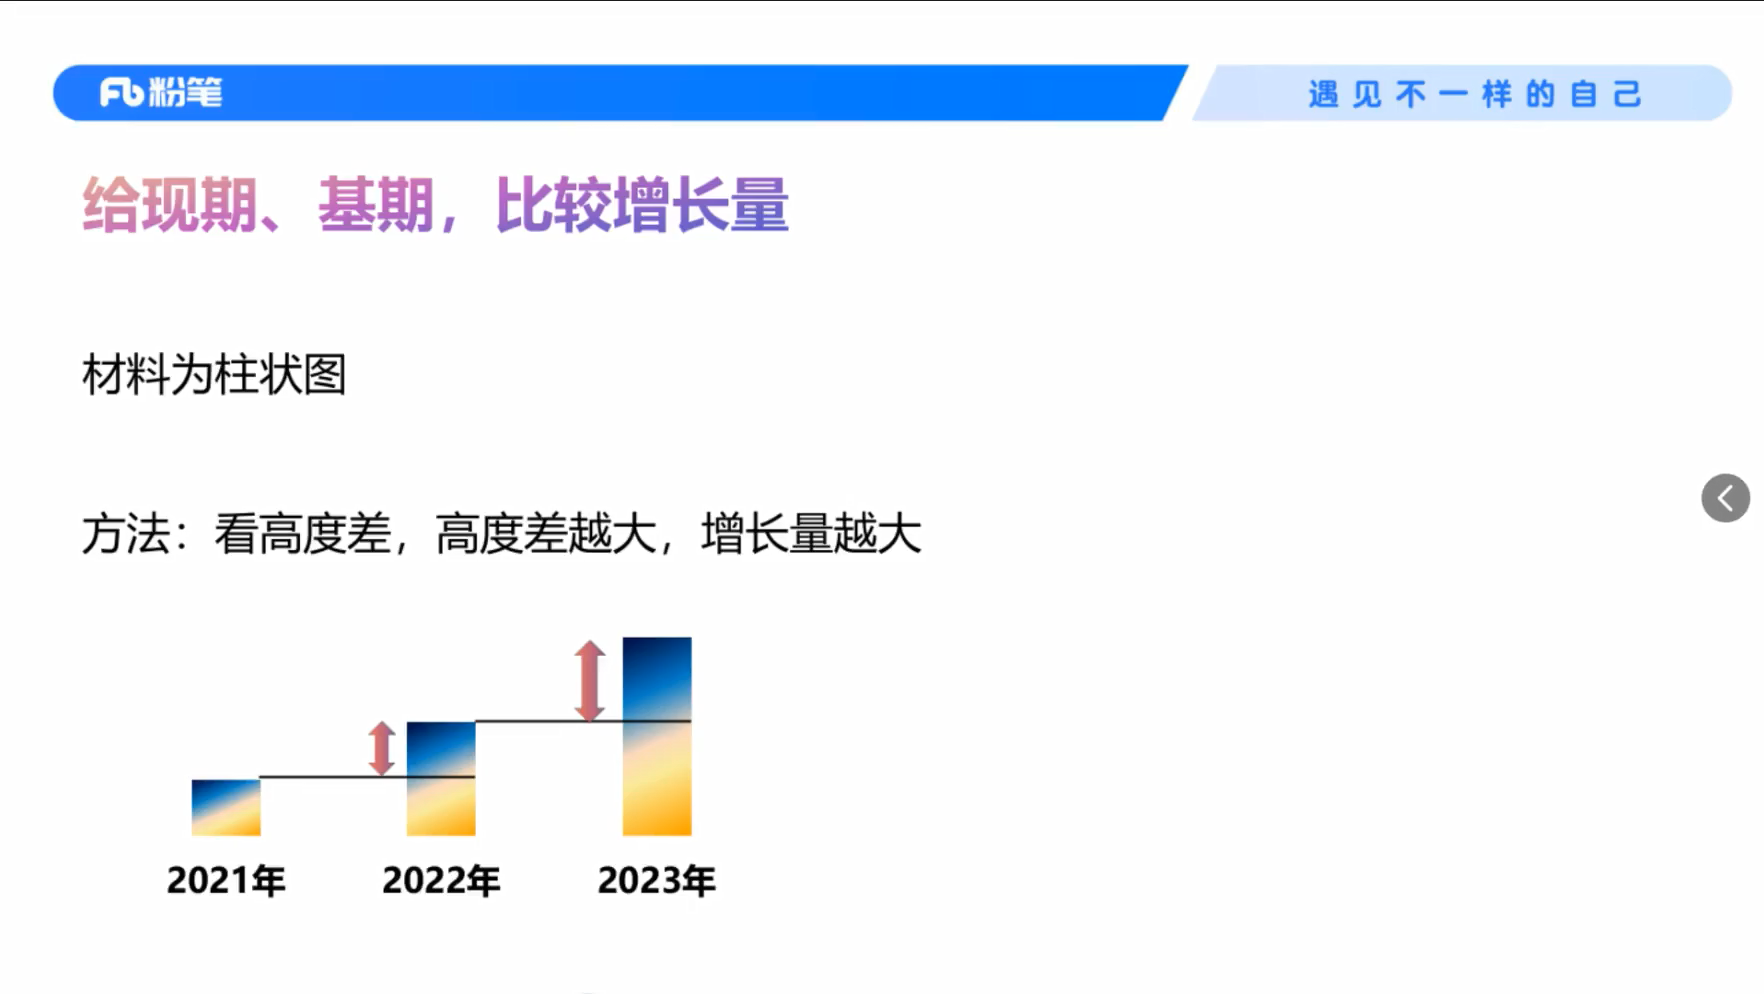 粉笔
遇见不一样的自己
给现期、基期，比较增长量
材料为柱状图
方法：看高度差，高度差越大，增长量越大
2021年 2022年 2023年